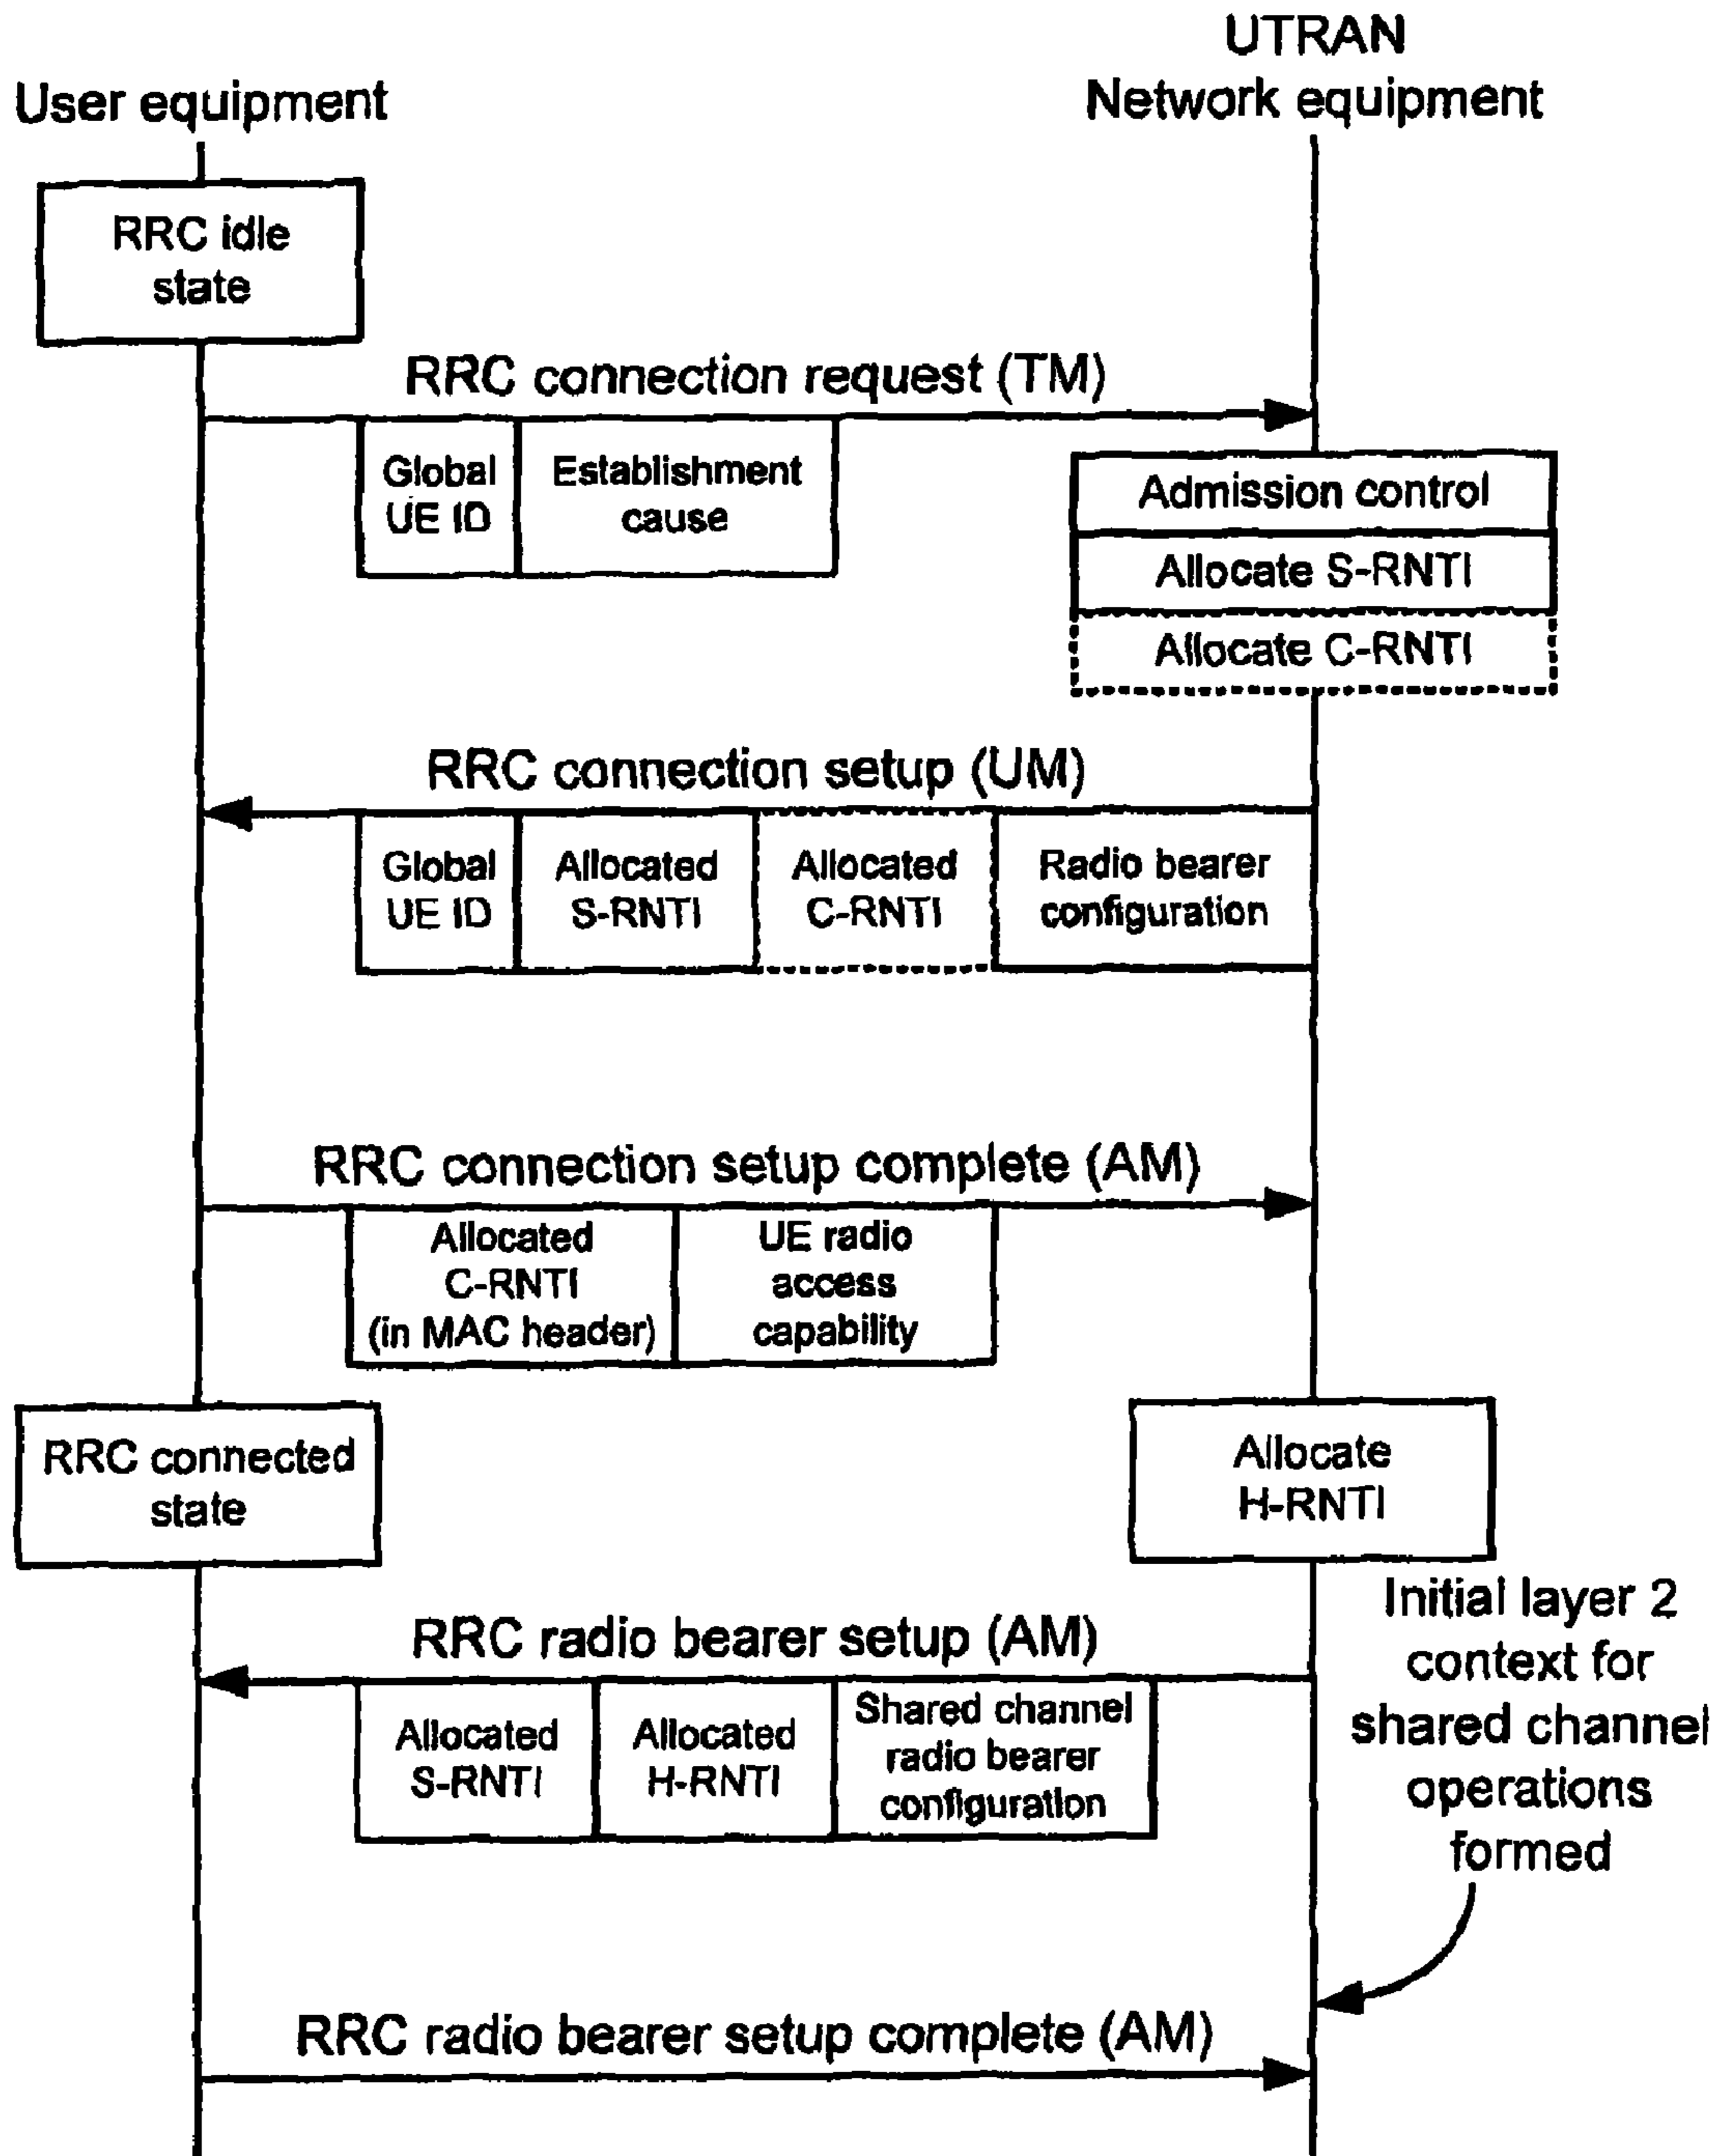 UTRAN
User equipment
Network equipment
RRC idle
state
RRC connection request (TM)
Global
UE ID
Establishment
cause
Admission control
Allocate S-RNTI
Allocate C-RNTI
RRC connection setup (UM)
Global
UE ID
Allocated
S-RNTI
Allocated
C-RNTI
Radio bearer
configuration
RRC connection setup complete (AM)
Allocated
C-RNTI
(in MAC header)
UE radio
access
capability
RRC connected
state
Allocate
H-RNTI
Initial layer 2
context for
shared channel
operations
formed
RRC radio bearer setup (AM)
Allocated
S-RNTI
Allocated
H-RNTI
Shared channel
radio bearer
configuration
RRC radio bearer setup complete (AM)